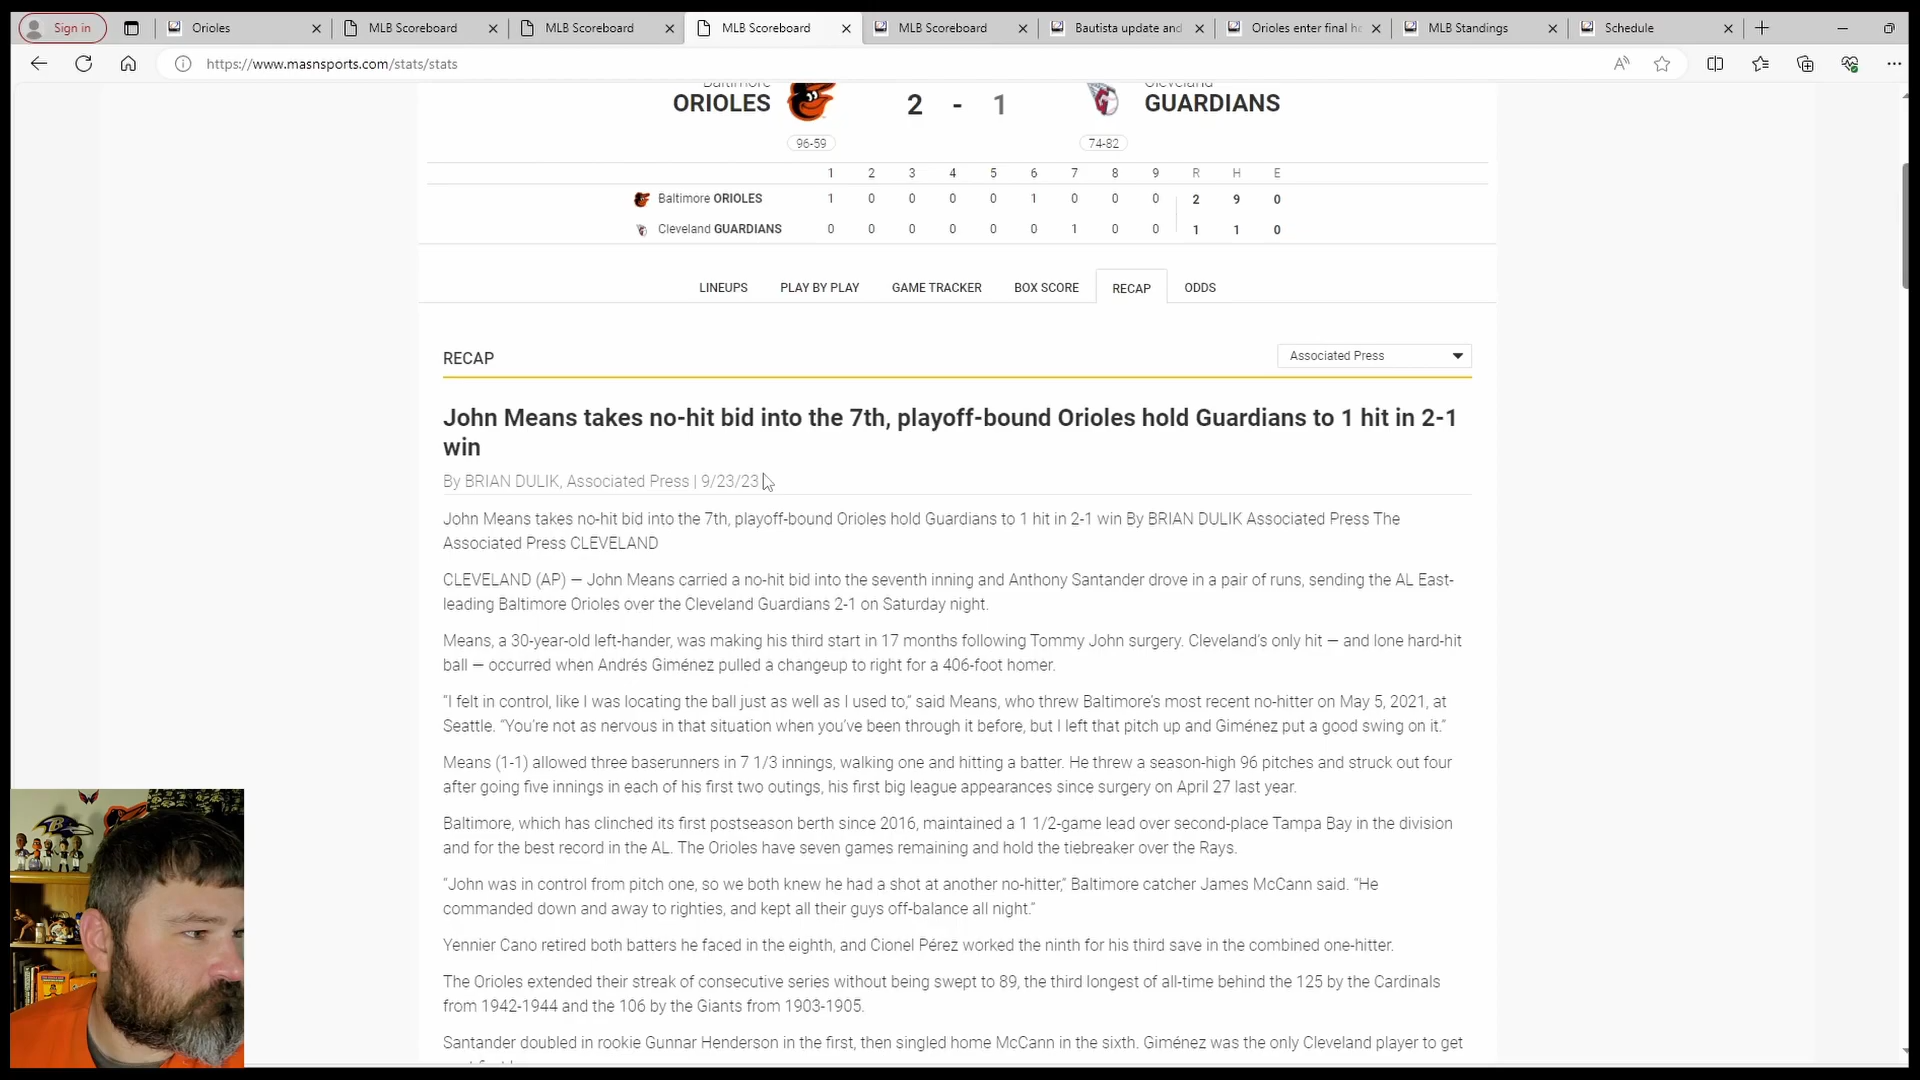 Sign in
Orioles
MLB Scoreboard
MLB Scoreboard
MLB Scoreboard
MLB Scoreboard
Bautista update and
Orioles enter final h
MLB Standings
Schedule
https://www.masnsports.com/stats/stats
Baltimore
ORIOLES
2 - 1
Cleveland
GUARDIANS
96-59
74-82
1 2 3 4 5 6 7 8 9 R H E
Baltimore ORIOLES 1 0 0 0 0 1 0 0 0 2 9 0
Cleveland GUARDIANS 0 0 0 0 0 0 1 0 0 1 1 0
LINEUPS PLAY BY PLAY GAME TRACKER BOX SCORE RECAP ODDS
RECAP
Associated Press
John Means takes no-hit bid into the 7th, playoff-bound Orioles hold Guardians to 1 hit in 2-1
win
By BRIAN DULIK, Associated Press | 9/23/23
John Means takes no-hit bid into the 7th, playoff-bound Orioles hold Guardians to 1 hit in 2-1 win By BRIAN DULIK Associated Press The
Associated Press CLEVELAND
CLEVELAND (AP) — John Means carried a no-hit bid into the seventh inning and Anthony Santander drove in a pair of runs, sending the AL East-
leading Baltimore Orioles over the Cleveland Guardians 2-1 on Saturday night.
Means, a 30-year-old left-hander, was making his third start in 17 months following Tommy John surgery. Cleveland's only hit — and lone hard-hit
ball — occurred when Andrés Giménez pulled a changeup to right for a 406-foot homer.
“I felt in control, like I was locating the ball just as well as I used to,” said Means, who threw Baltimore's most recent no-hitter on May 5, 2021, at
Seattle. “You're not as nervous in that situation when you've been through it before, but I left that pitch up and Giménez put a good swing on it.”
Means (1-1) allowed three baserunners in 7 1/3 innings, walking one and hitting a batter. He threw a season-high 96 pitches and struck out four
after going five innings in each of his first two outings, his first big league appearances since surgery on April 27 last year.
Baltimore, which has clinched its first postseason berth since 2016, maintained a 1 1/2-game lead over second-place Tampa Bay in the division
and for the best record in the AL. The Orioles have seven games remaining and hold the tiebreaker over the Rays.
“John was in control from pitch one, so we both knew he had a shot at another no-hitter,” Baltimore catcher James McCann said. “He
commanded down and away to righties, and kept all their guys off-balance all night.”
Yennier Cano retired both batters he faced in the eighth, and Cionel Pérez worked the ninth for his third save in the combined one-hitter.
The Orioles extended their streak of consecutive series without being swept to 89, the third longest of all-time behind the 125 by the Cardinals
from 1942-1944 and the 106 by the Giants from 1903-1905.
Santander doubled in rookie Gunnar Henderson in the first, then singled home McCann in the sixth. Giménez was the only Cleveland player to get